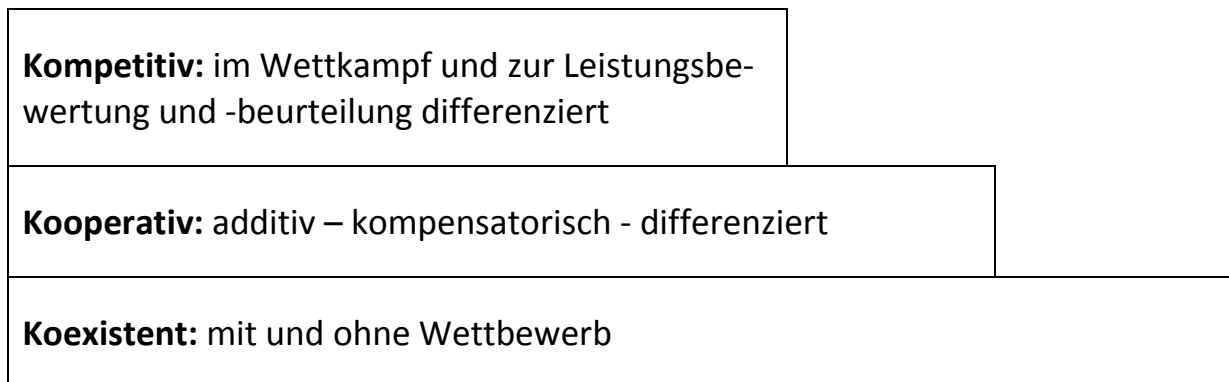 Kompetitiv: im Wettkampf und zur Leistungsbe-
wertung und -beurteilung differenziert
Kooperativ: additiv – kompensatorisch - differenziert
Koexistent: mit und ohne Wettbewerb